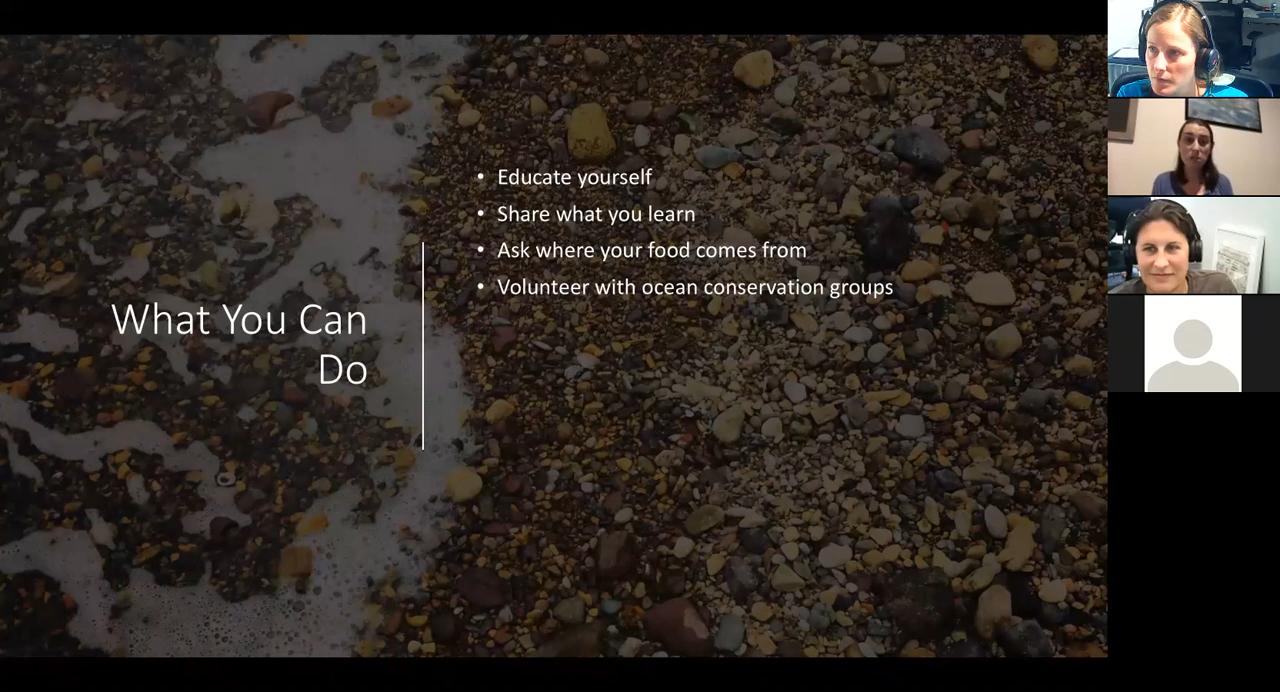 What You Can
Do
• Educate yourself
• Share what you learn
• Ask where your food comes from
• Volunteer with ocean conservation groups